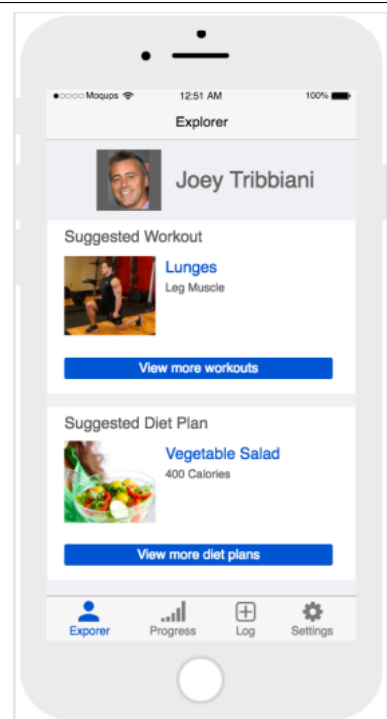 Moqups 12:51 AM 100%
Explorer
Joey Tribbiani
Suggested Workout
Lunges
Leg Muscle
View more workouts
Suggested Diet Plan
Vegetable Salad
400 Calories
View more diet plans
Exporer Progress Log Settings